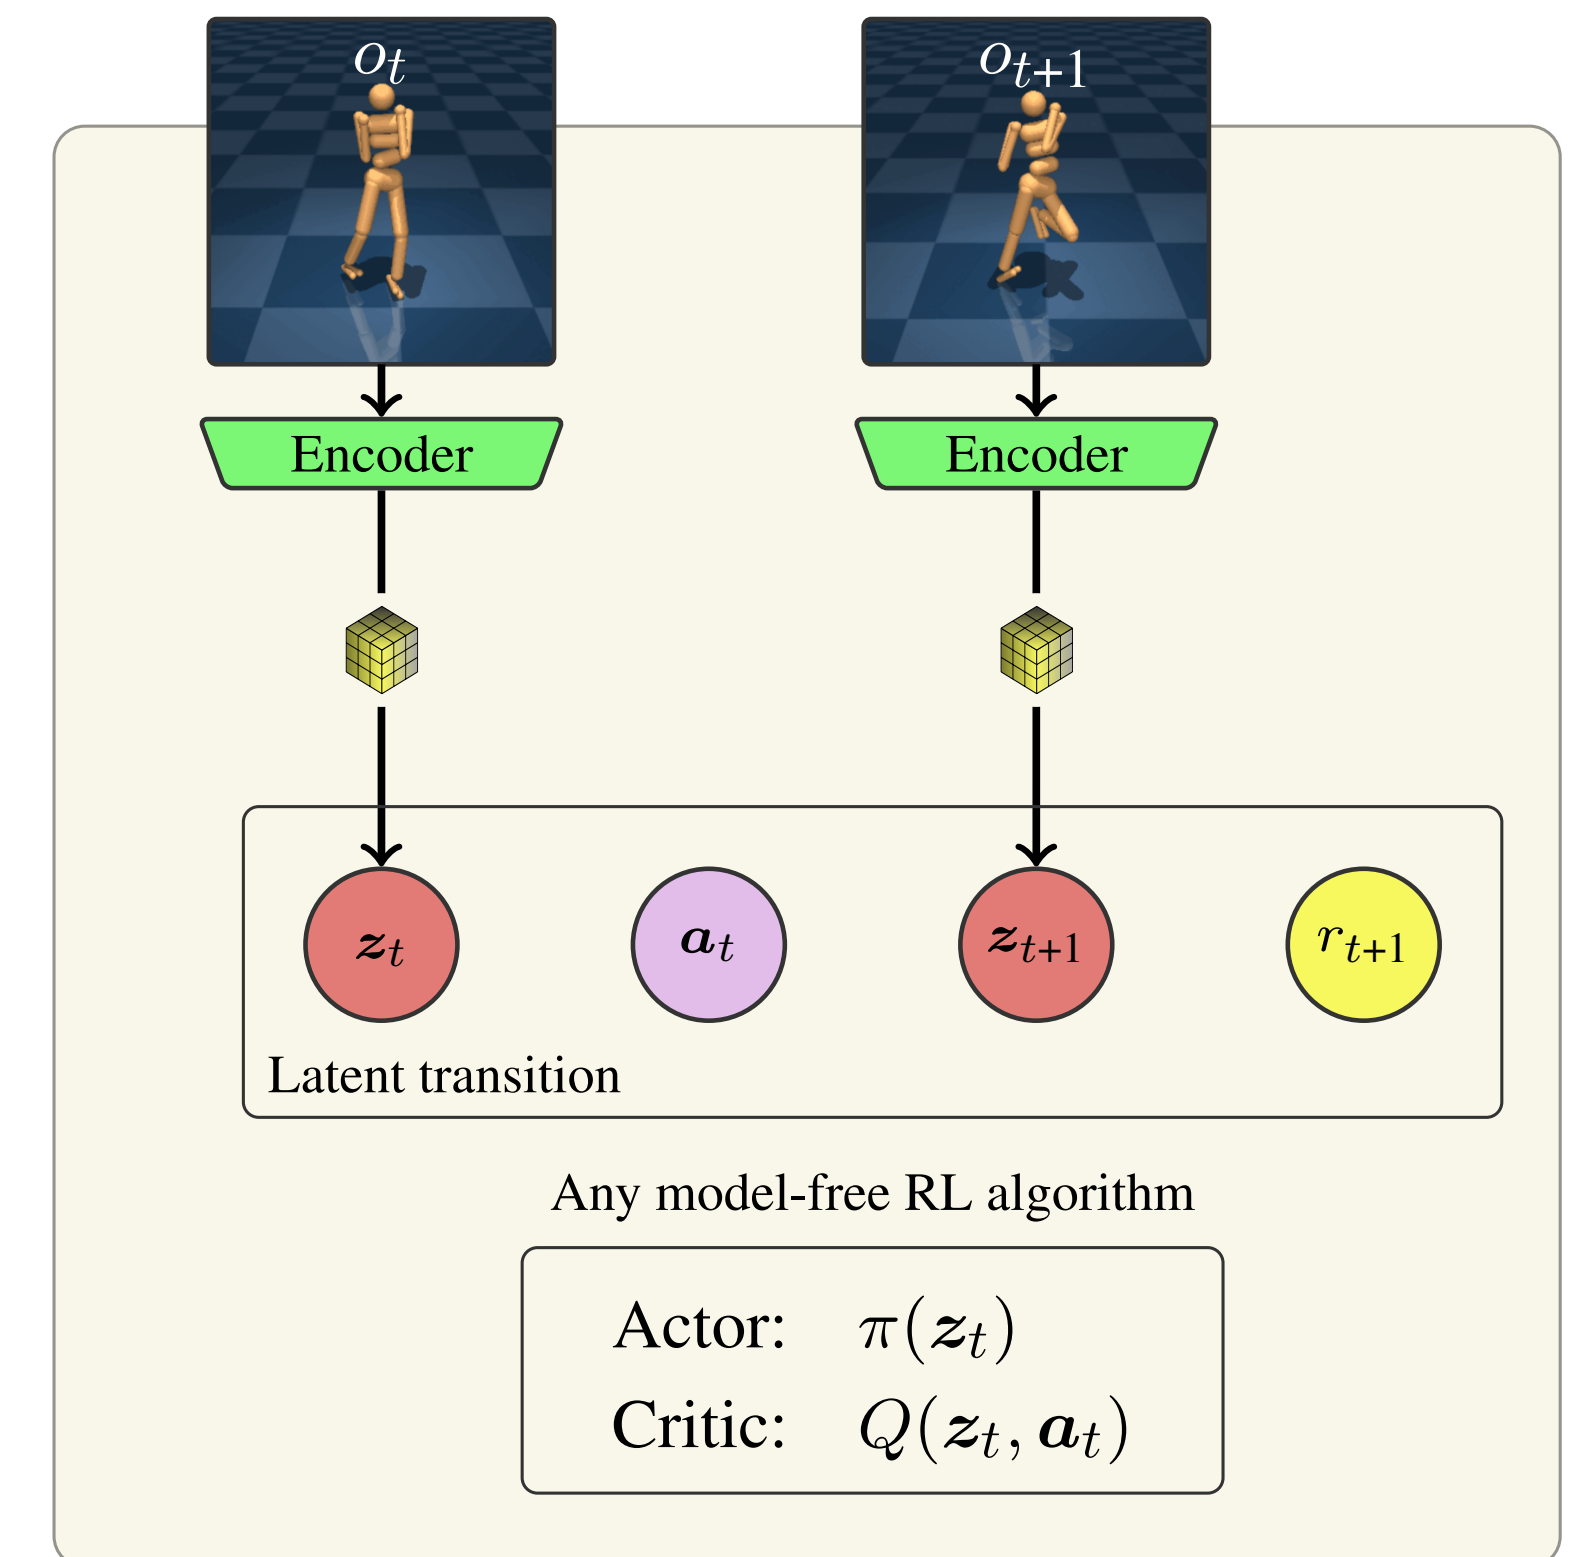 o_t o_{t+1}
Encoder Encoder
z_t a_t z_{t+1} r_{t+1}
Latent transition
Any model-free RL algorithm
Actor: π(z_t)
Critic: Q(z_t, a_t)